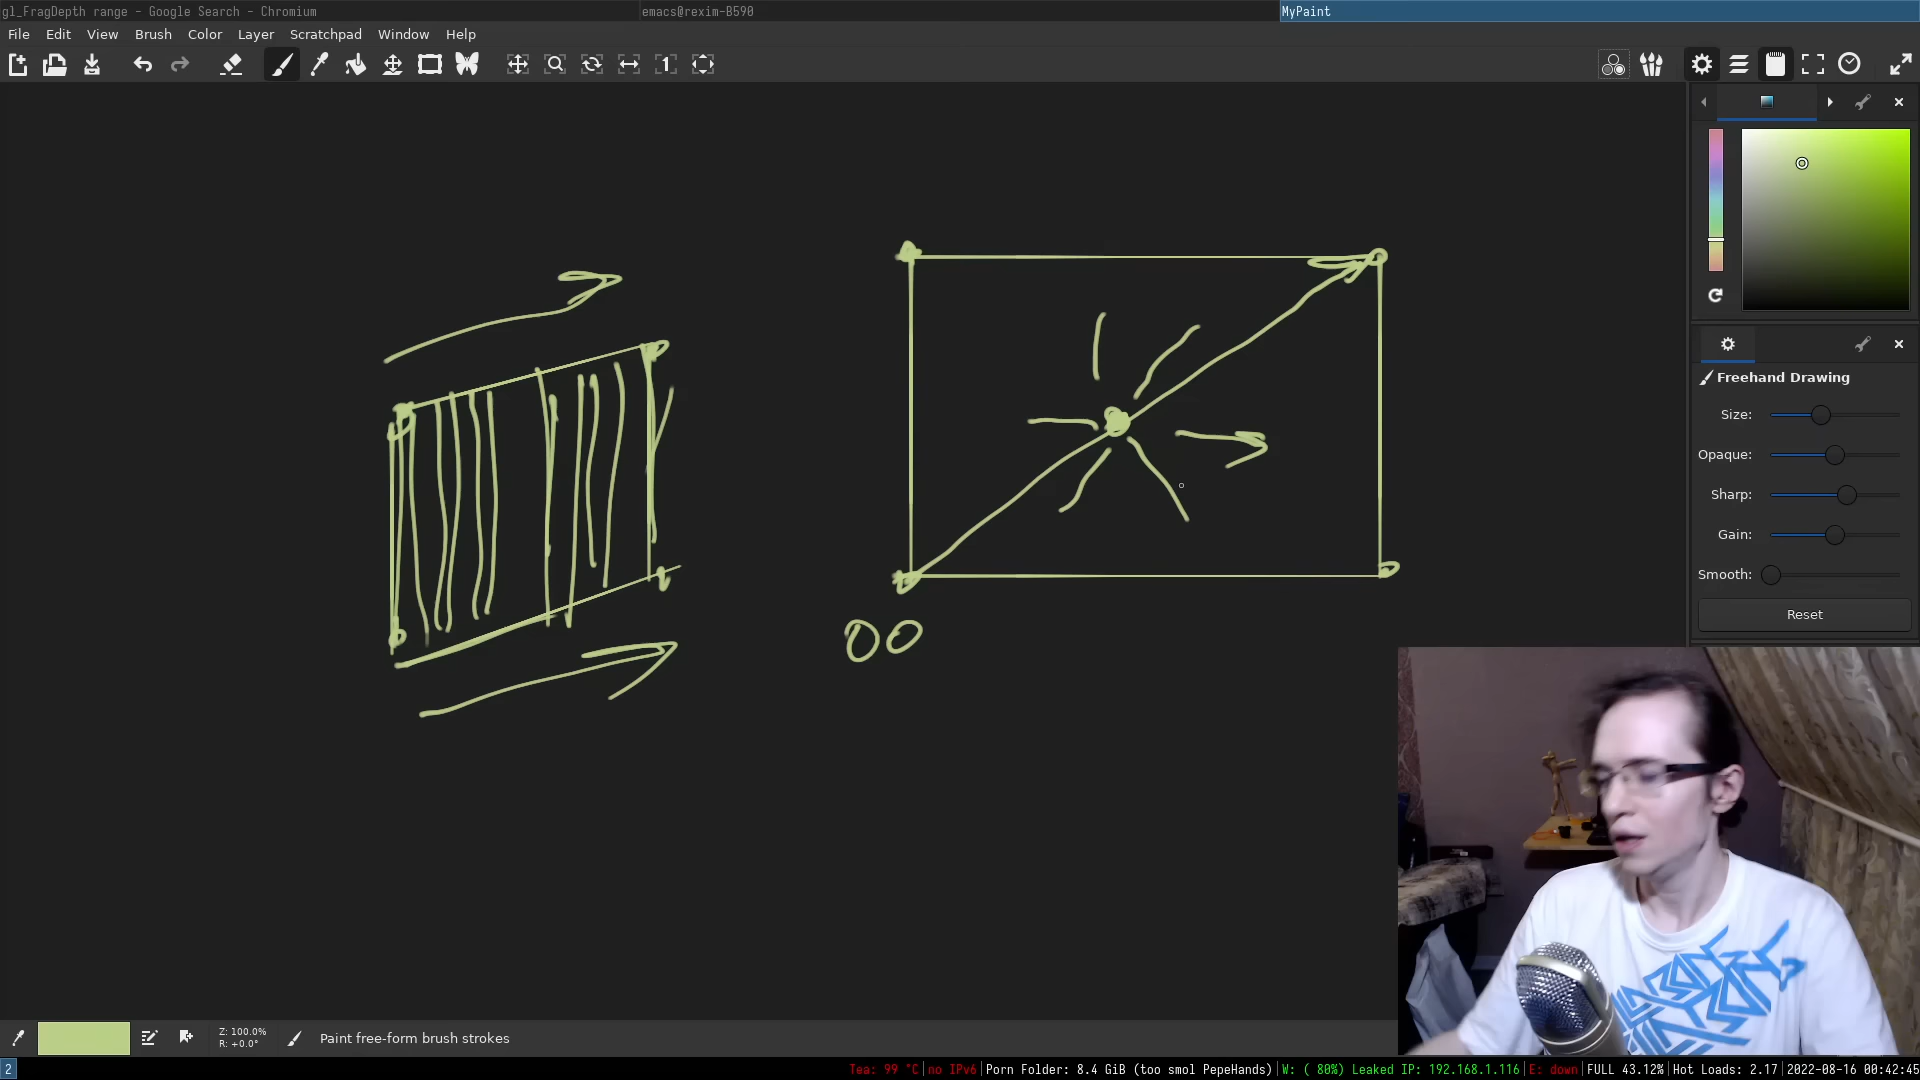 gl_FragDepth range - Google Search - Chromium
emacs@rexim-B590
MyPaint
File Edit View Brush Color Layer Scratchpad Window Help
1
Freehand Drawing
Size:
Opaque:
Sharp:
Gain:
Smooth:
Reset
00
Z: 100.0%
R: +0.0°
Paint free-form brush strokes
2
Tea: 99 °C|no IPv6|Porn Folder: 8.4 GiB (too smol PepeHands)|W: ( 80%) Leaked IP: 192.168.1.116|E: down|FULL 43.12%|Hot Loads: 2.17|2022-08-16 00:42:45